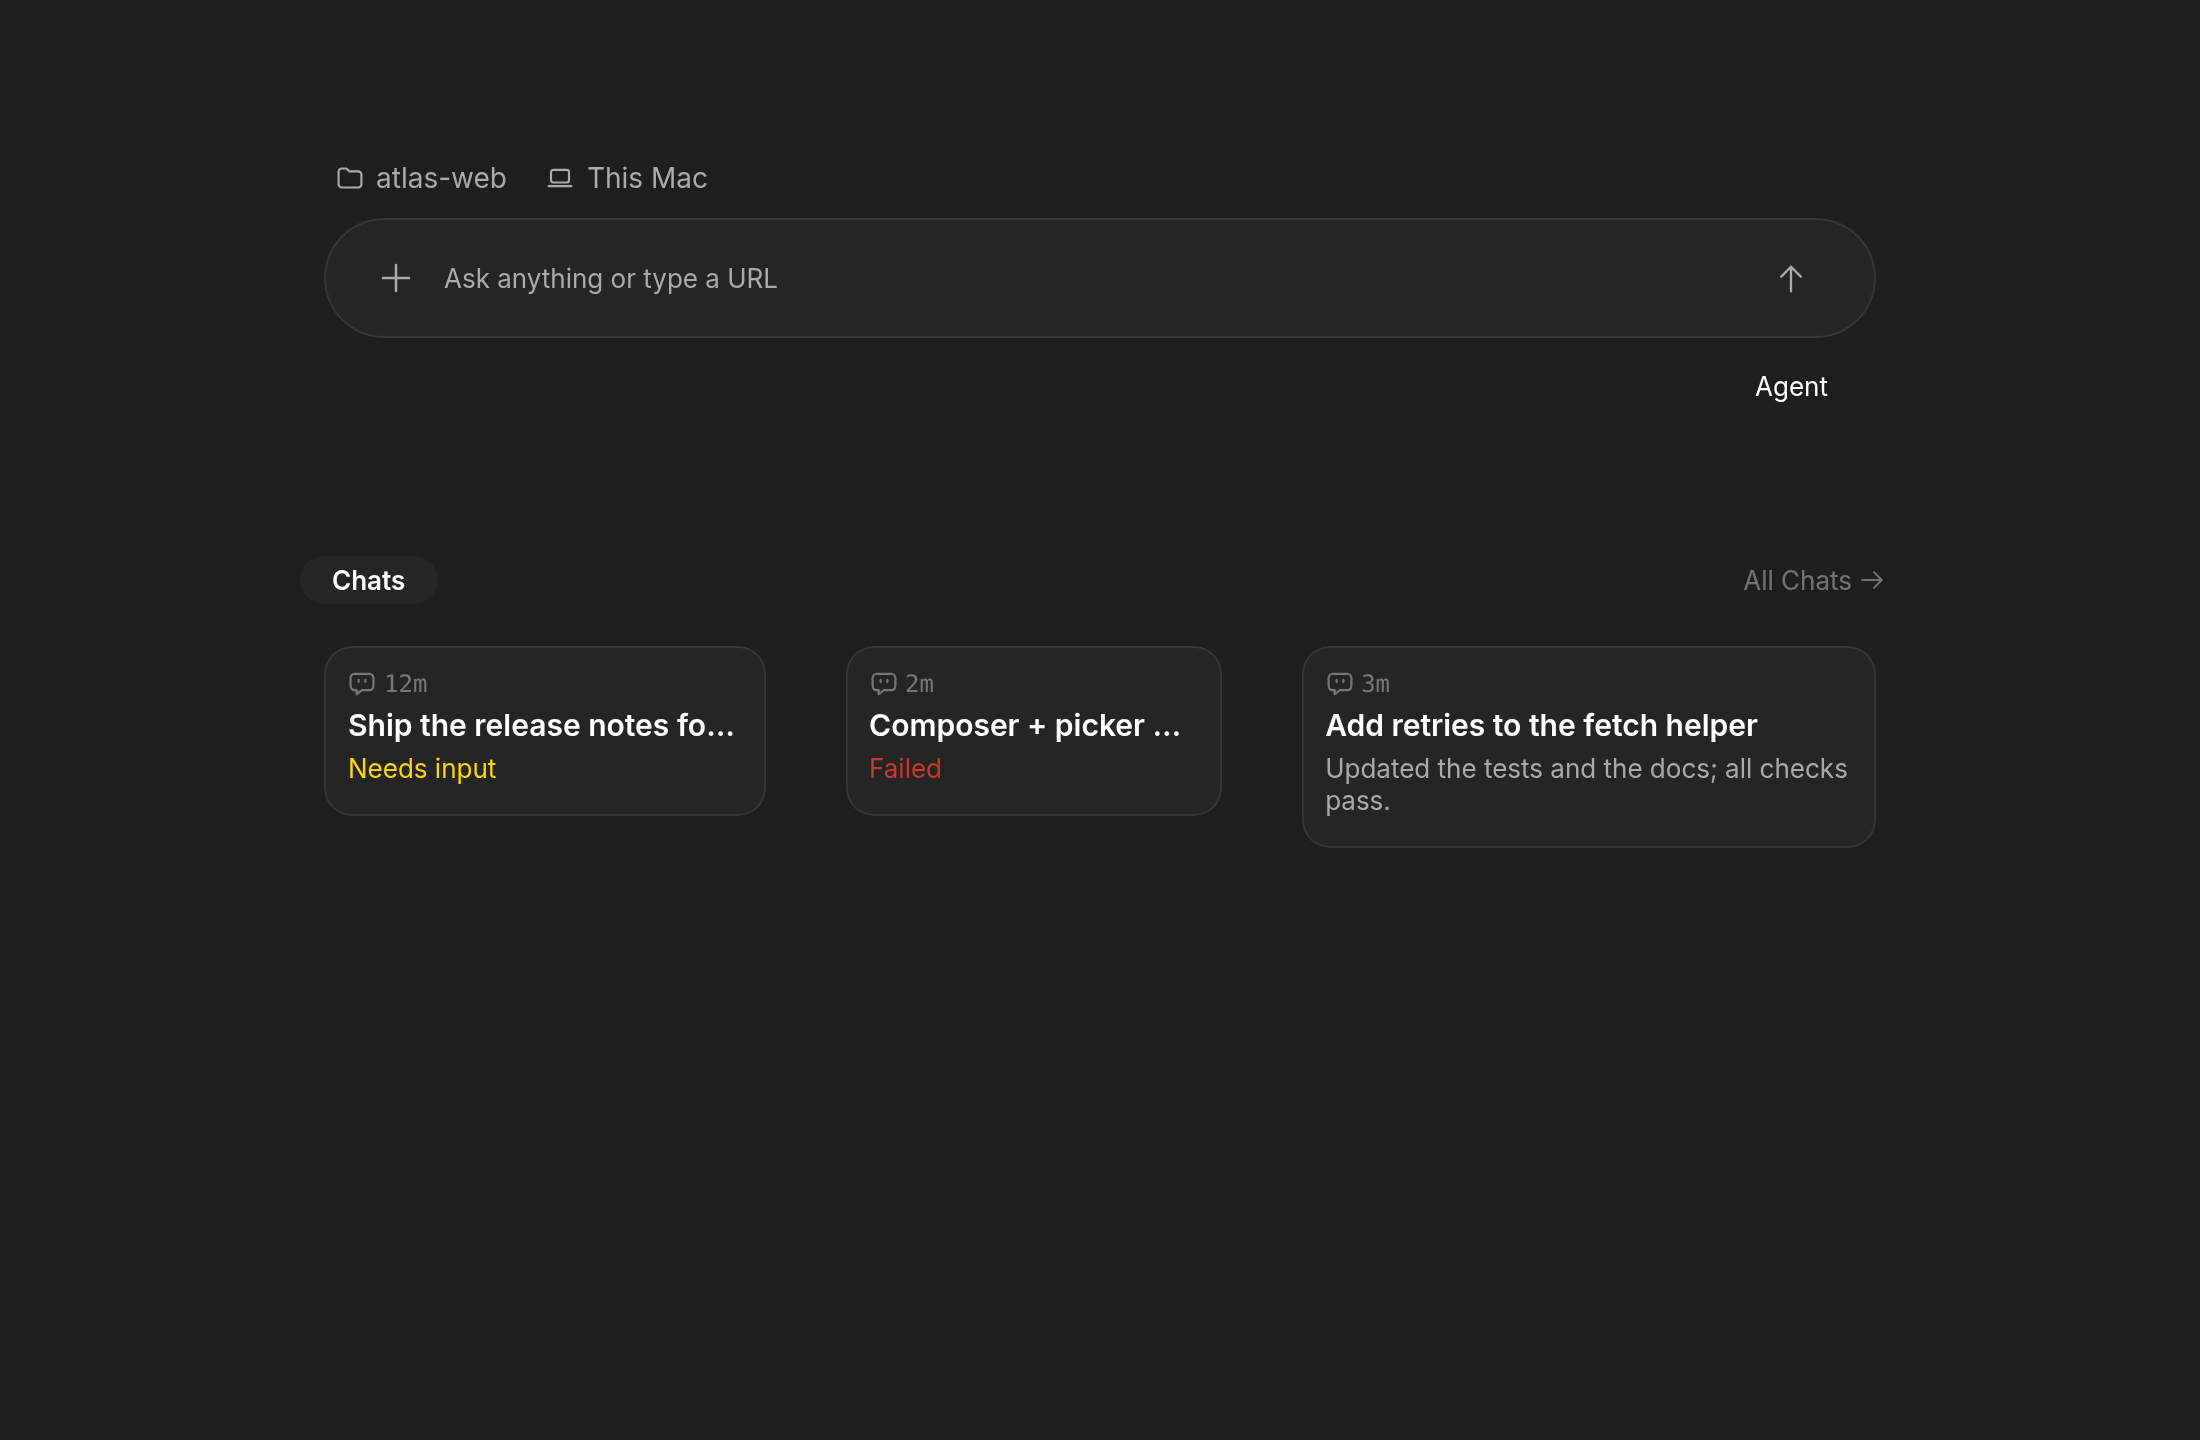 atlas-web This Mac
Ask anything or type a URL
Agent
Chats
All Chats →
12m
Ship the release notes fo...
Needs input
2m
Composer + picker ...
Failed
3m
Add retries to the fetch helper
Updated the tests and the docs; all checks
pass.